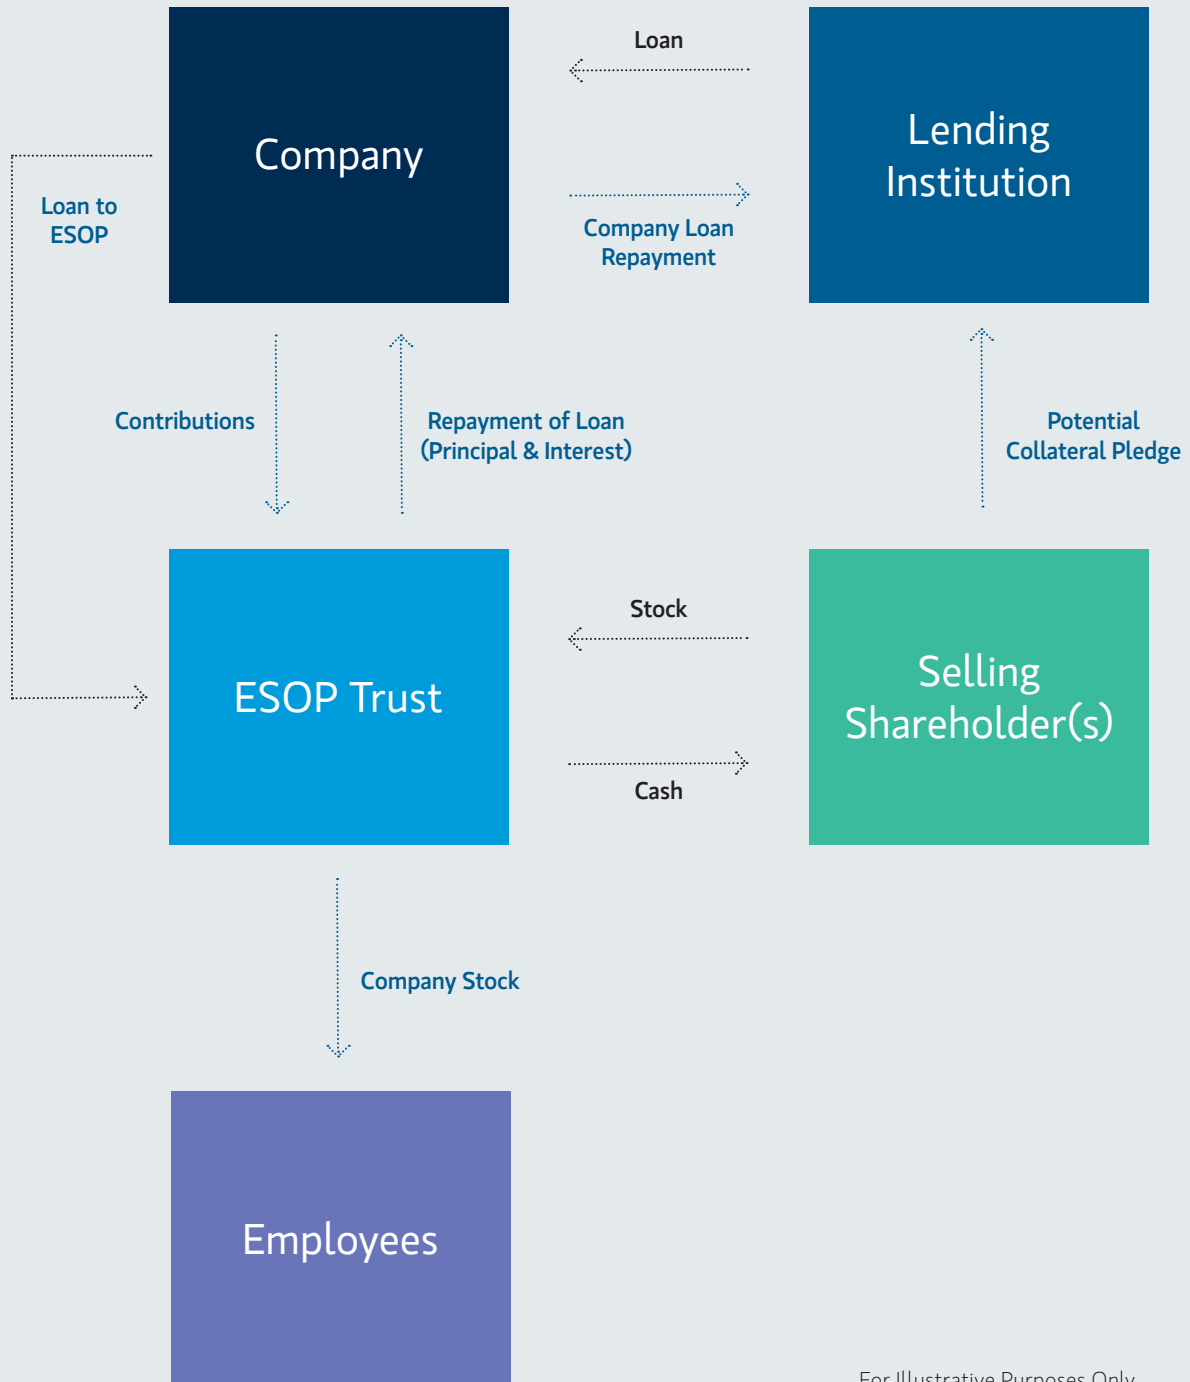 Loan
Company
Lending
Institution
Loan to
ESOP
Company Loan
Repayment
Contributions
Repayment of Loan
(Principal & Interest)
Potential
Collateral Pledge
Stock
ESOP Trust
Selling
Shareholder(s)
Cash
Company Stock
Employees
For Illustrative Purposes Only